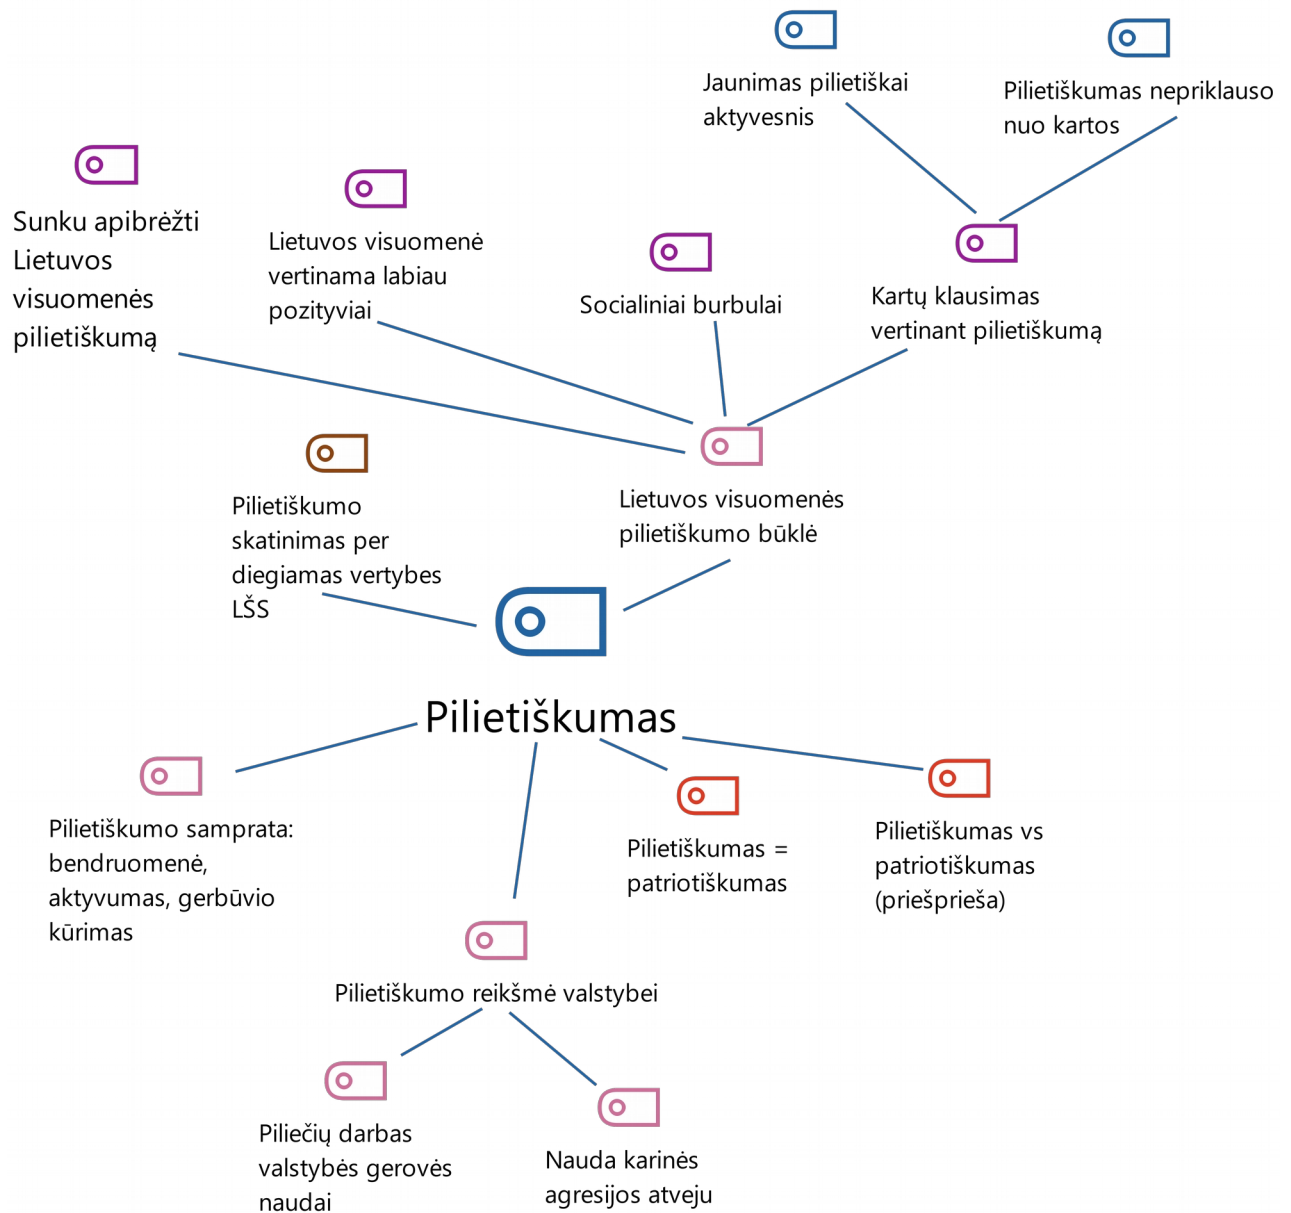 Jaunimas pilietiškai
aktyvesnis
Pilietiškumas nepriklauso
nuo kartos
Sunku apibrėžti
Lietuvos
visuomenės
pilietiškumą
Lietuvos visuomenė
vertinama labiau
pozityviai
Socialiniai burbulai
Kartų klausimas
vertinant pilietiškumą
Pilietiškumo
skatinimas per
diegiamas vertybes
LŠS
Lietuvos visuomenės
pilietiškumo būklė
Pilietiškumas
Pilietiškumo samprata:
bendruomenė,
aktyvumas, gerbūvio
kūrimas
Pilietiškumas =
patriotiškumas
Pilietiškumas vs
patriotiškumas
(priešprieša)
Pilietiškumo reikšmė valstybei
Piliečių darbas
valstybės gerovės
naudai
Nauda karinės
agresijos atveju